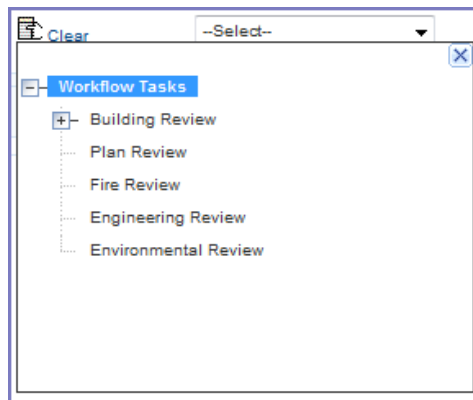 Clear --Select--
Workflow Tasks
Building Review
Plan Review
Fire Review
Engineering Review
Environmental Review